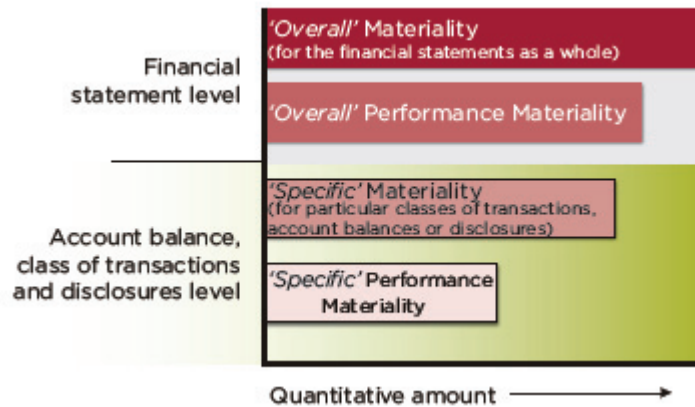 'Overall' Materiality
(for the financial statements as a whole)
Financial
statement level
'Overall' Performance Materiality
'Specific' Materiality
(for particular classes of transactions,
account balances or disclosures)
Account balance,
class of transactions
and disclosures level
'Specific' Performance
Materiality
Quantitative amount